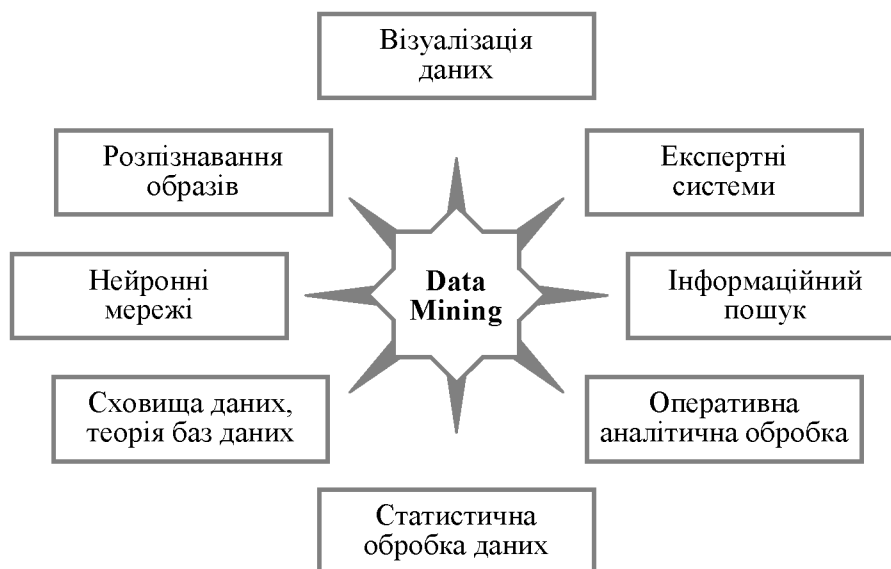 Візуалізація
даних
Розпізнавання
образів
Експертні
системи
Нейронні
мережі
Data
Mining
Інформаційний
пошук
Сховища даних,
теорія баз даних
Оперативна
аналітична обробка
Статистична
обробка даних